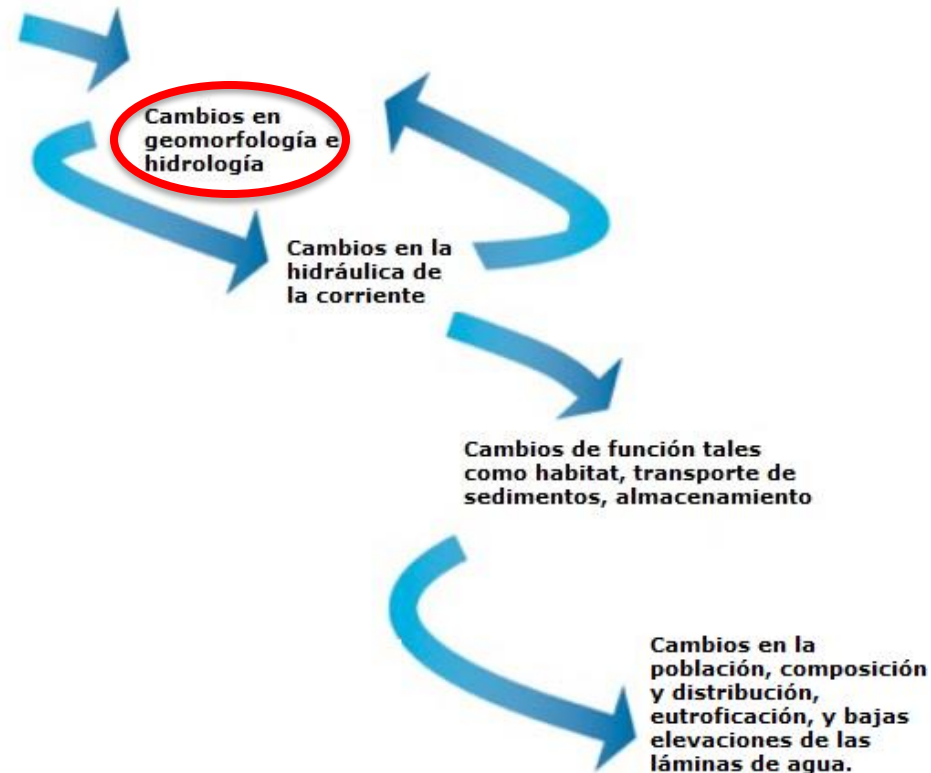 Cambios en
geomorfología e
hidrología
Cambios en la
hidráulica de
la corriente
Cambios de función tales
como habitat, transporte de
sedimentos, almacenamiento
Cambios en la
población, composición
y distribución,
eutroficación, y bajas
elevaciones de las
láminas de agua.